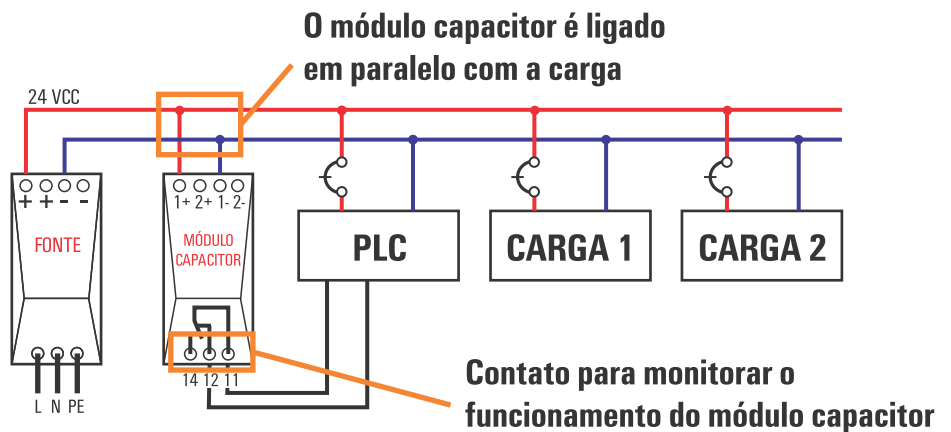 O módulo capacitor é ligado
em paralelo com a carga
24 VCC
+ + - -
FONTE
L N PE
1+ 2+ 1- 2-
MÓDULO
CAPACITOR
14 12 11
PLC
CARGA 1
CARGA 2
Contato para monitorar o
funcionamento do módulo capacitor